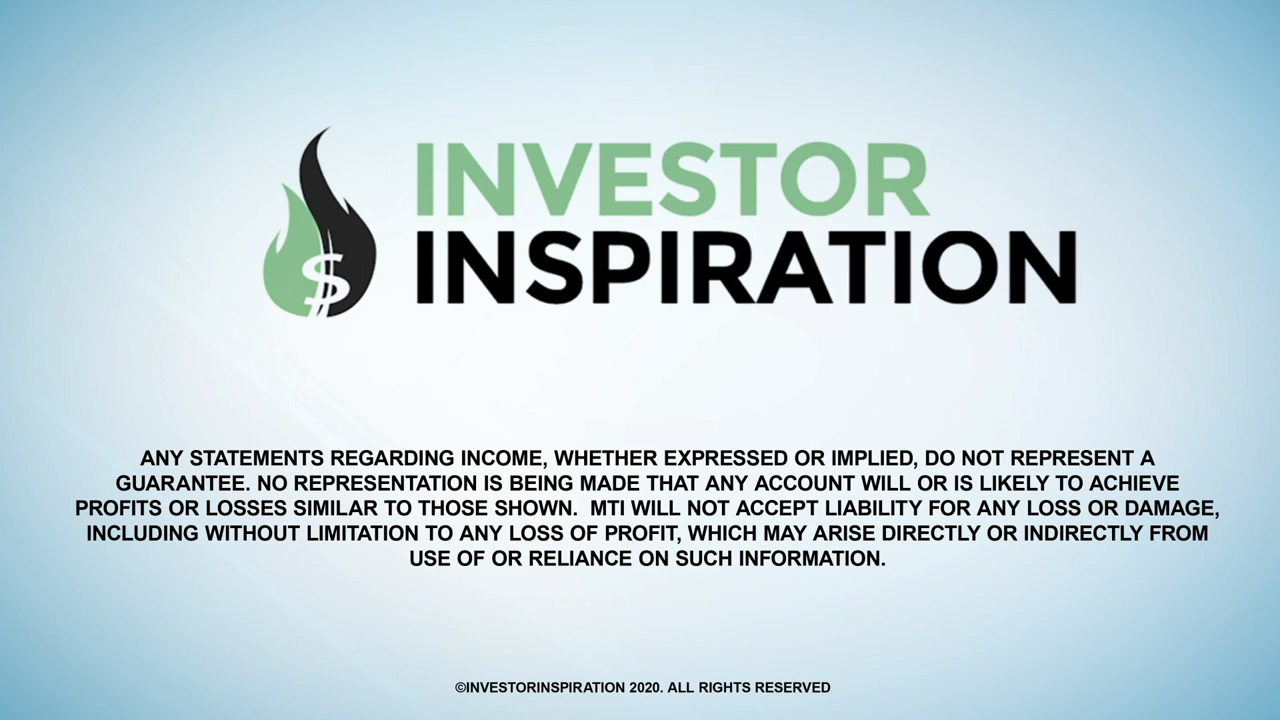 INVESTOR
INSPIRATION
$
ANY STATEMENTS REGARDING INCOME, WHETHER EXPRESSED OR IMPLIED, DO NOT REPRESENT A
GUARANTEE. NO REPRESENTATION IS BEING MADE THAT ANY ACCOUNT WILL OR IS LIKELY TO ACHIEVE
PROFITS OR LOSSES SIMILAR TO THOSE SHOWN.  MTI WILL NOT ACCEPT LIABILITY FOR ANY LOSS OR DAMAGE,
INCLUDING WITHOUT LIMITATION TO ANY LOSS OF PROFIT, WHICH MAY ARISE DIRECTLY OR INDIRECTLY FROM
USE OF OR RELIANCE ON SUCH INFORMATION.
©INVESTORINSPIRATION 2020. ALL RIGHTS RESERVED